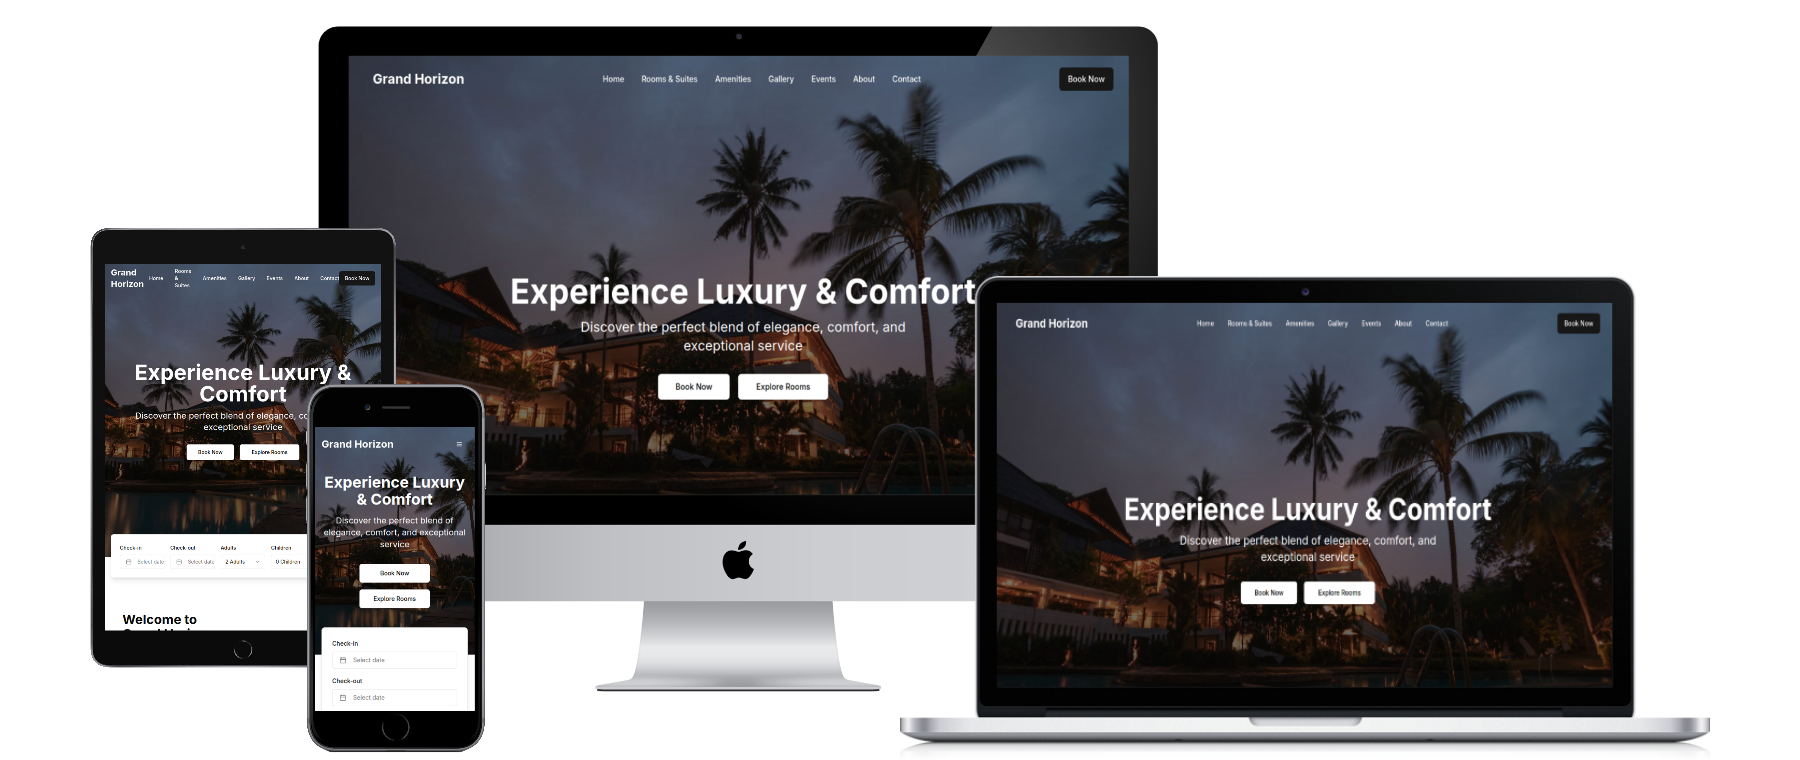 Grand Horizon
Home Rooms & Suites Amenities Gallery Events About Contact
Book Now
Experience Luxury & Comfort
Discover the perfect blend of elegance, comfort, and
exceptional service
Book Now Explore Rooms
Grand
Horizon
Home
Rooms
&
Suites
Amenities Gallery Events About Contact
Book Now
Experience Luxury &
Comfort
Discover the perfect blend of elegance,
exceptional service
Book Now Explore Rooms
Check-in Check-out Adults Children
Select date Select date 2 Adults 0 Children
Welcome to
Grand Horizon
Experience Luxury
& Comfort
Discover the perfect blend of
elegance, comfort, and exceptional
service
Book Now
Explore Rooms
Check-in
Select date
Check-out
Select date
Grand Horizon
Home Rooms & Suites Amenities Gallery Events About Contact
Book Now
Experience Luxury & Comfort
Discover the perfect blend of elegance, comfort, and
exceptional service
Book Now Explore Rooms